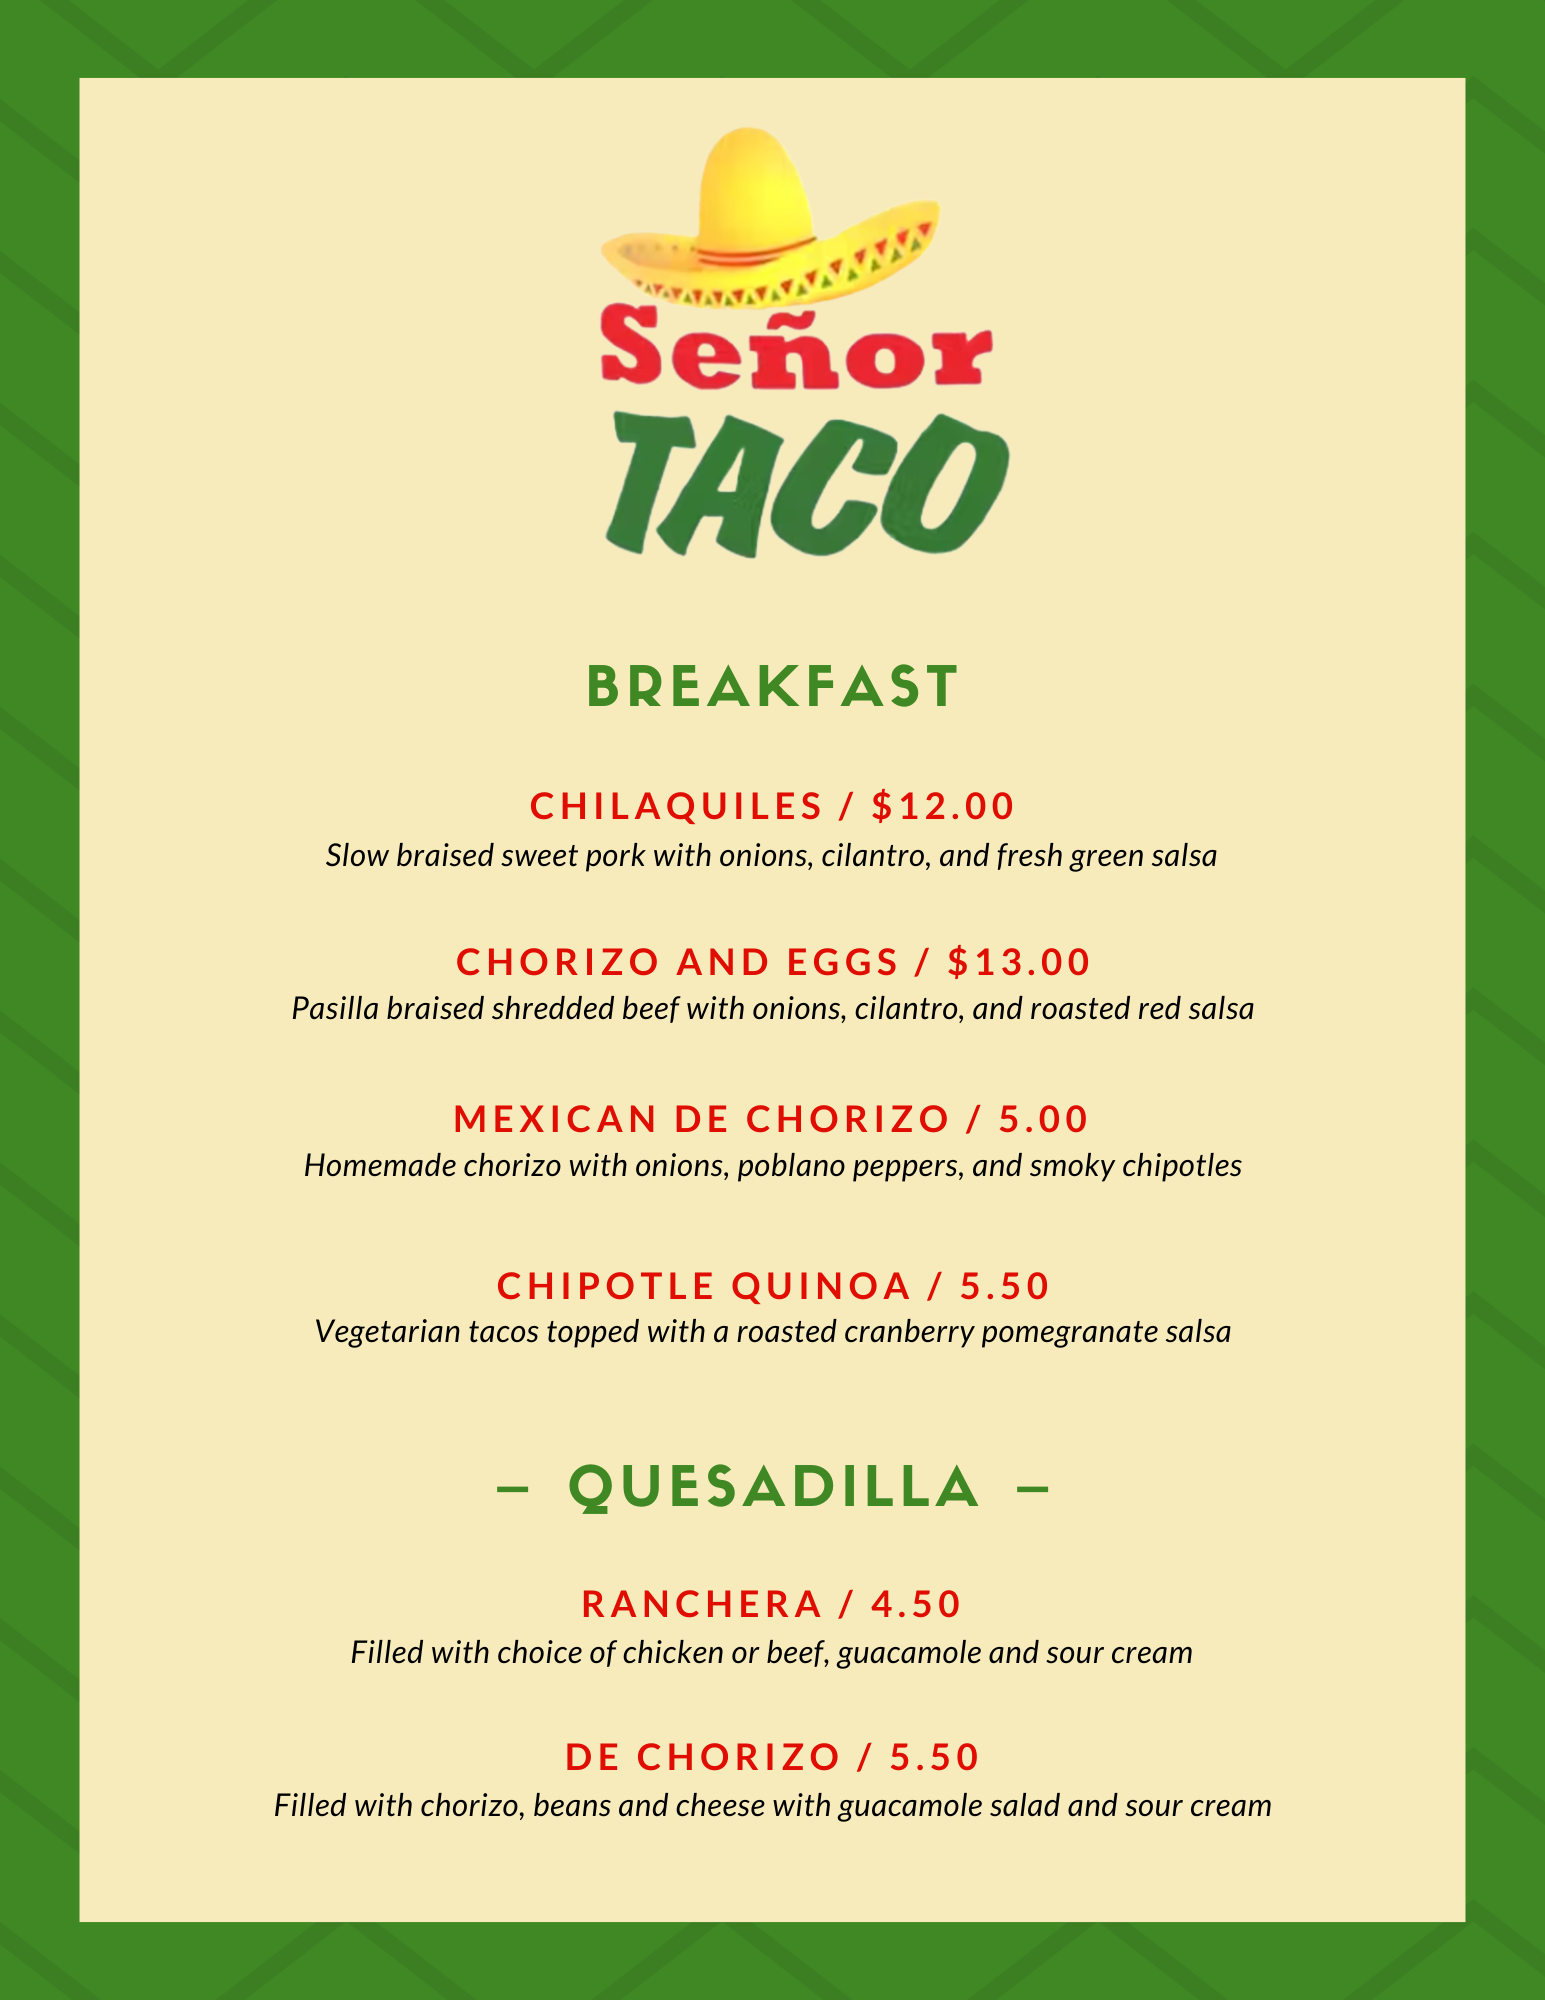 Señor
TACO
BREAKFAST
CHILAQUILES / $12.00
Slow braised sweet pork with onions, cilantro, and fresh green salsa
CHORIZO AND EGGS / $13.00
Pasilla braised shredded beef with onions, cilantro, and roasted red salsa
MEXICAN DE CHORIZO / 5.00
Homemade chorizo with onions, poblano peppers, and smoky chipotles
CHIPOTLE QUINOA / 5.50
Vegetarian tacos topped with a roasted cranberry pomegranate salsa
– QUESADILLA –
RANCHERA / 4.50
Filled with choice of chicken or beef, guacamole and sour cream
DE CHORIZO / 5.50
Filled with chorizo, beans and cheese with guacamole salad and sour cream